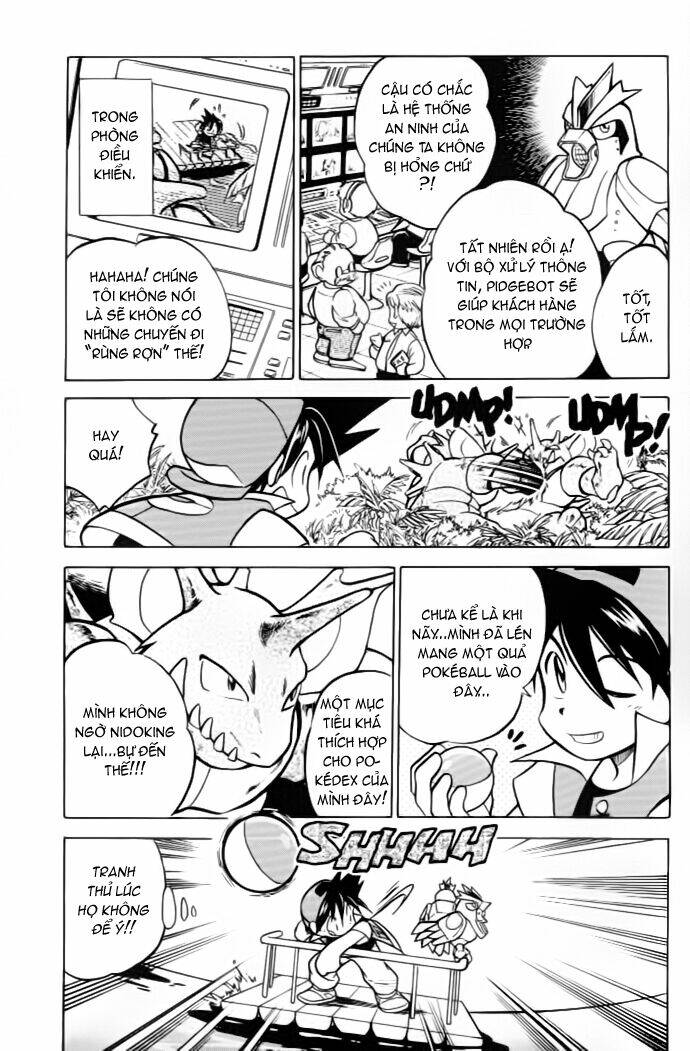 TRONG
PHÒNG
ĐIỀU
KHIỂN.
HAHAHA! CHÚNG
TÔI KHÔNG NÓI
LÀ SẼ KHÔNG CÓ
NHỮNG CHUYẾN ĐI
"RÙNG RỢN" THẾ!
CẬU CÓ CHẮC
LÀ HỆ THỐNG
AN NINH CỦA
CHÚNG TA KHÔNG
BỊ HỔNG CHỨ
?!
TẤT NHIÊN RỒI Ạ!
VỚI BỘ XỬ LÝ THÔNG
TIN, PIDGEBOT SẼ
GIÚP KHÁCH HÀNG
TRONG MỌI TRƯỜNG
HỢP
TỐT,
TỐT
LẮM.
HAY
QUÁ!
UDMP!
UDMP!
MÌNH KHÔNG
NGỜ NIDOKING
LẠI...BỰ ĐẾN
THẾ!!!
MỘT MỤC
TIÊU KHÁ
THÍCH HỢP
CHO PO-
KÉDEX CỦA
MÌNH ĐÂY!
CHƯA KỂ LÀ KHI
NÃY..MÌNH ĐÃ LÉN
MANG MỘT QUẢ
POKÉBALL VÀO
ĐÂY..
SHHHH
TRANH
THỦ LÚC
HỌ KHÔNG
ĐỂ Ý!!